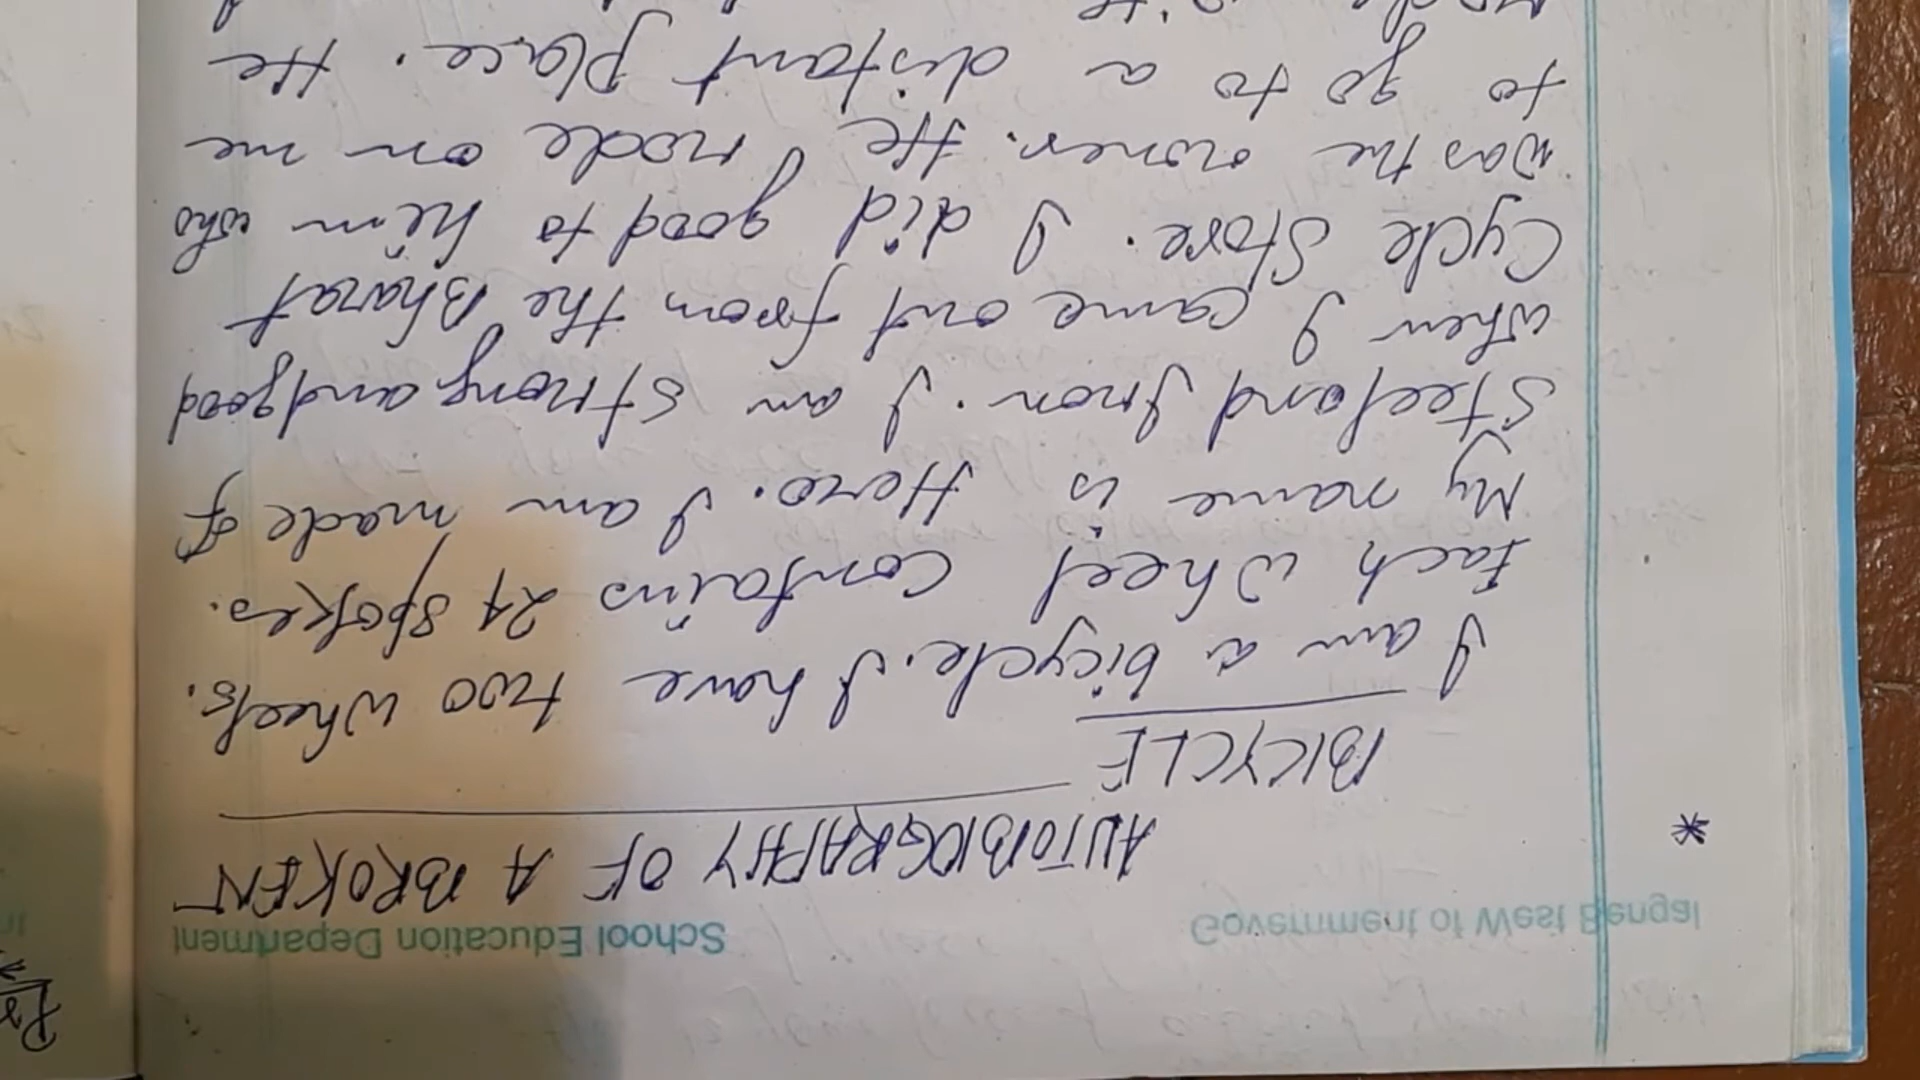 Government of West Bengal School Education Department
*
AUTOBIOGRAPHY OF A BROKEN
BICYCLE
I am a bicycle. I have two wheels.
Each wheel contains 24 spokes.
My name is Hero. I am made of
Steel and Iron. I am strong and good
when I came out from the Bharat
Cycle Store. I did good to him who
was the owner. He rode on me
to go to a distant place. He